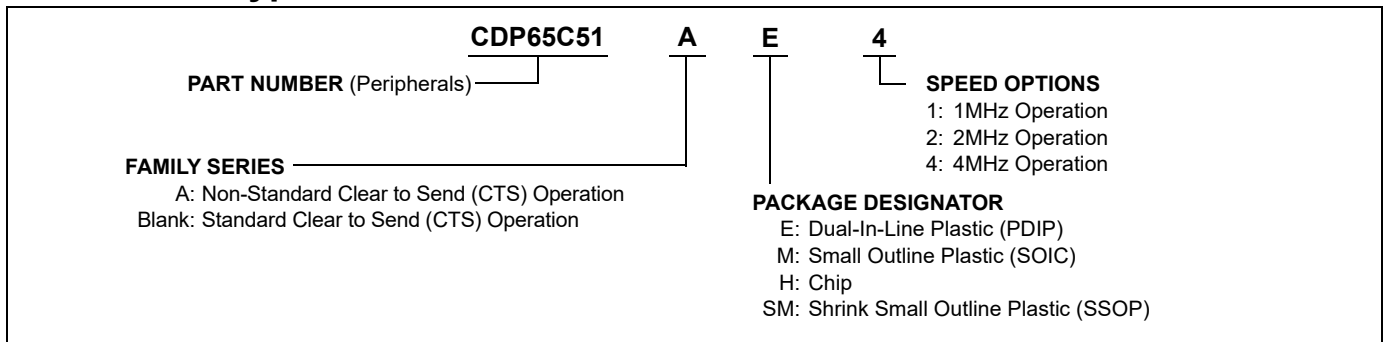 CDP65C51 A E 4
PART NUMBER (Peripherals)
SPEED OPTIONS
1: 1MHz Operation
2: 2MHz Operation
4: 4MHz Operation
FAMILY SERIES
A: Non-Standard Clear to Send (CTS) Operation
Blank: Standard Clear to Send (CTS) Operation
PACKAGE DESIGNATOR
E: Dual-In-Line Plastic (PDIP)
M: Small Outline Plastic (SOIC)
H: Chip
SM: Shrink Small Outline Plastic (SSOP)